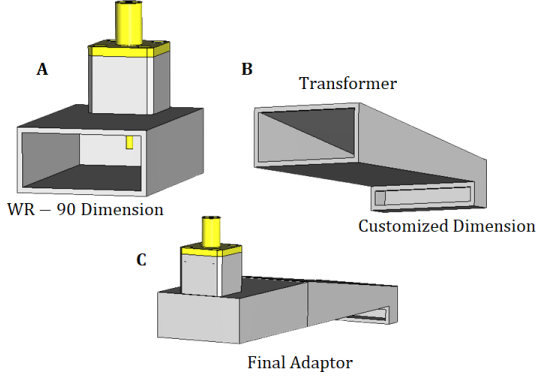 A
B
Transformer
WR − 90 Dimension
Customized Dimension
C
Final Adaptor